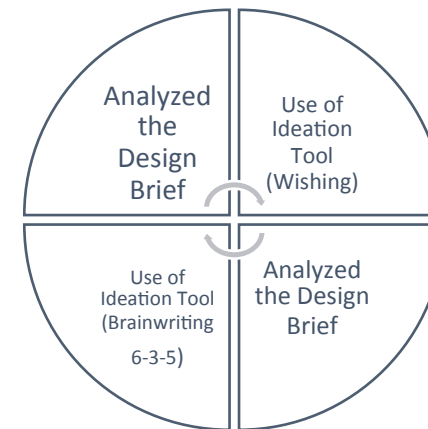 Analyzed
the
Design
Brief
Use of
Ideation
Tool
(Wishing)
Use of
Ideation Tool
(Brainwriting
6-3-5)
Analyzed
the Design
Brief